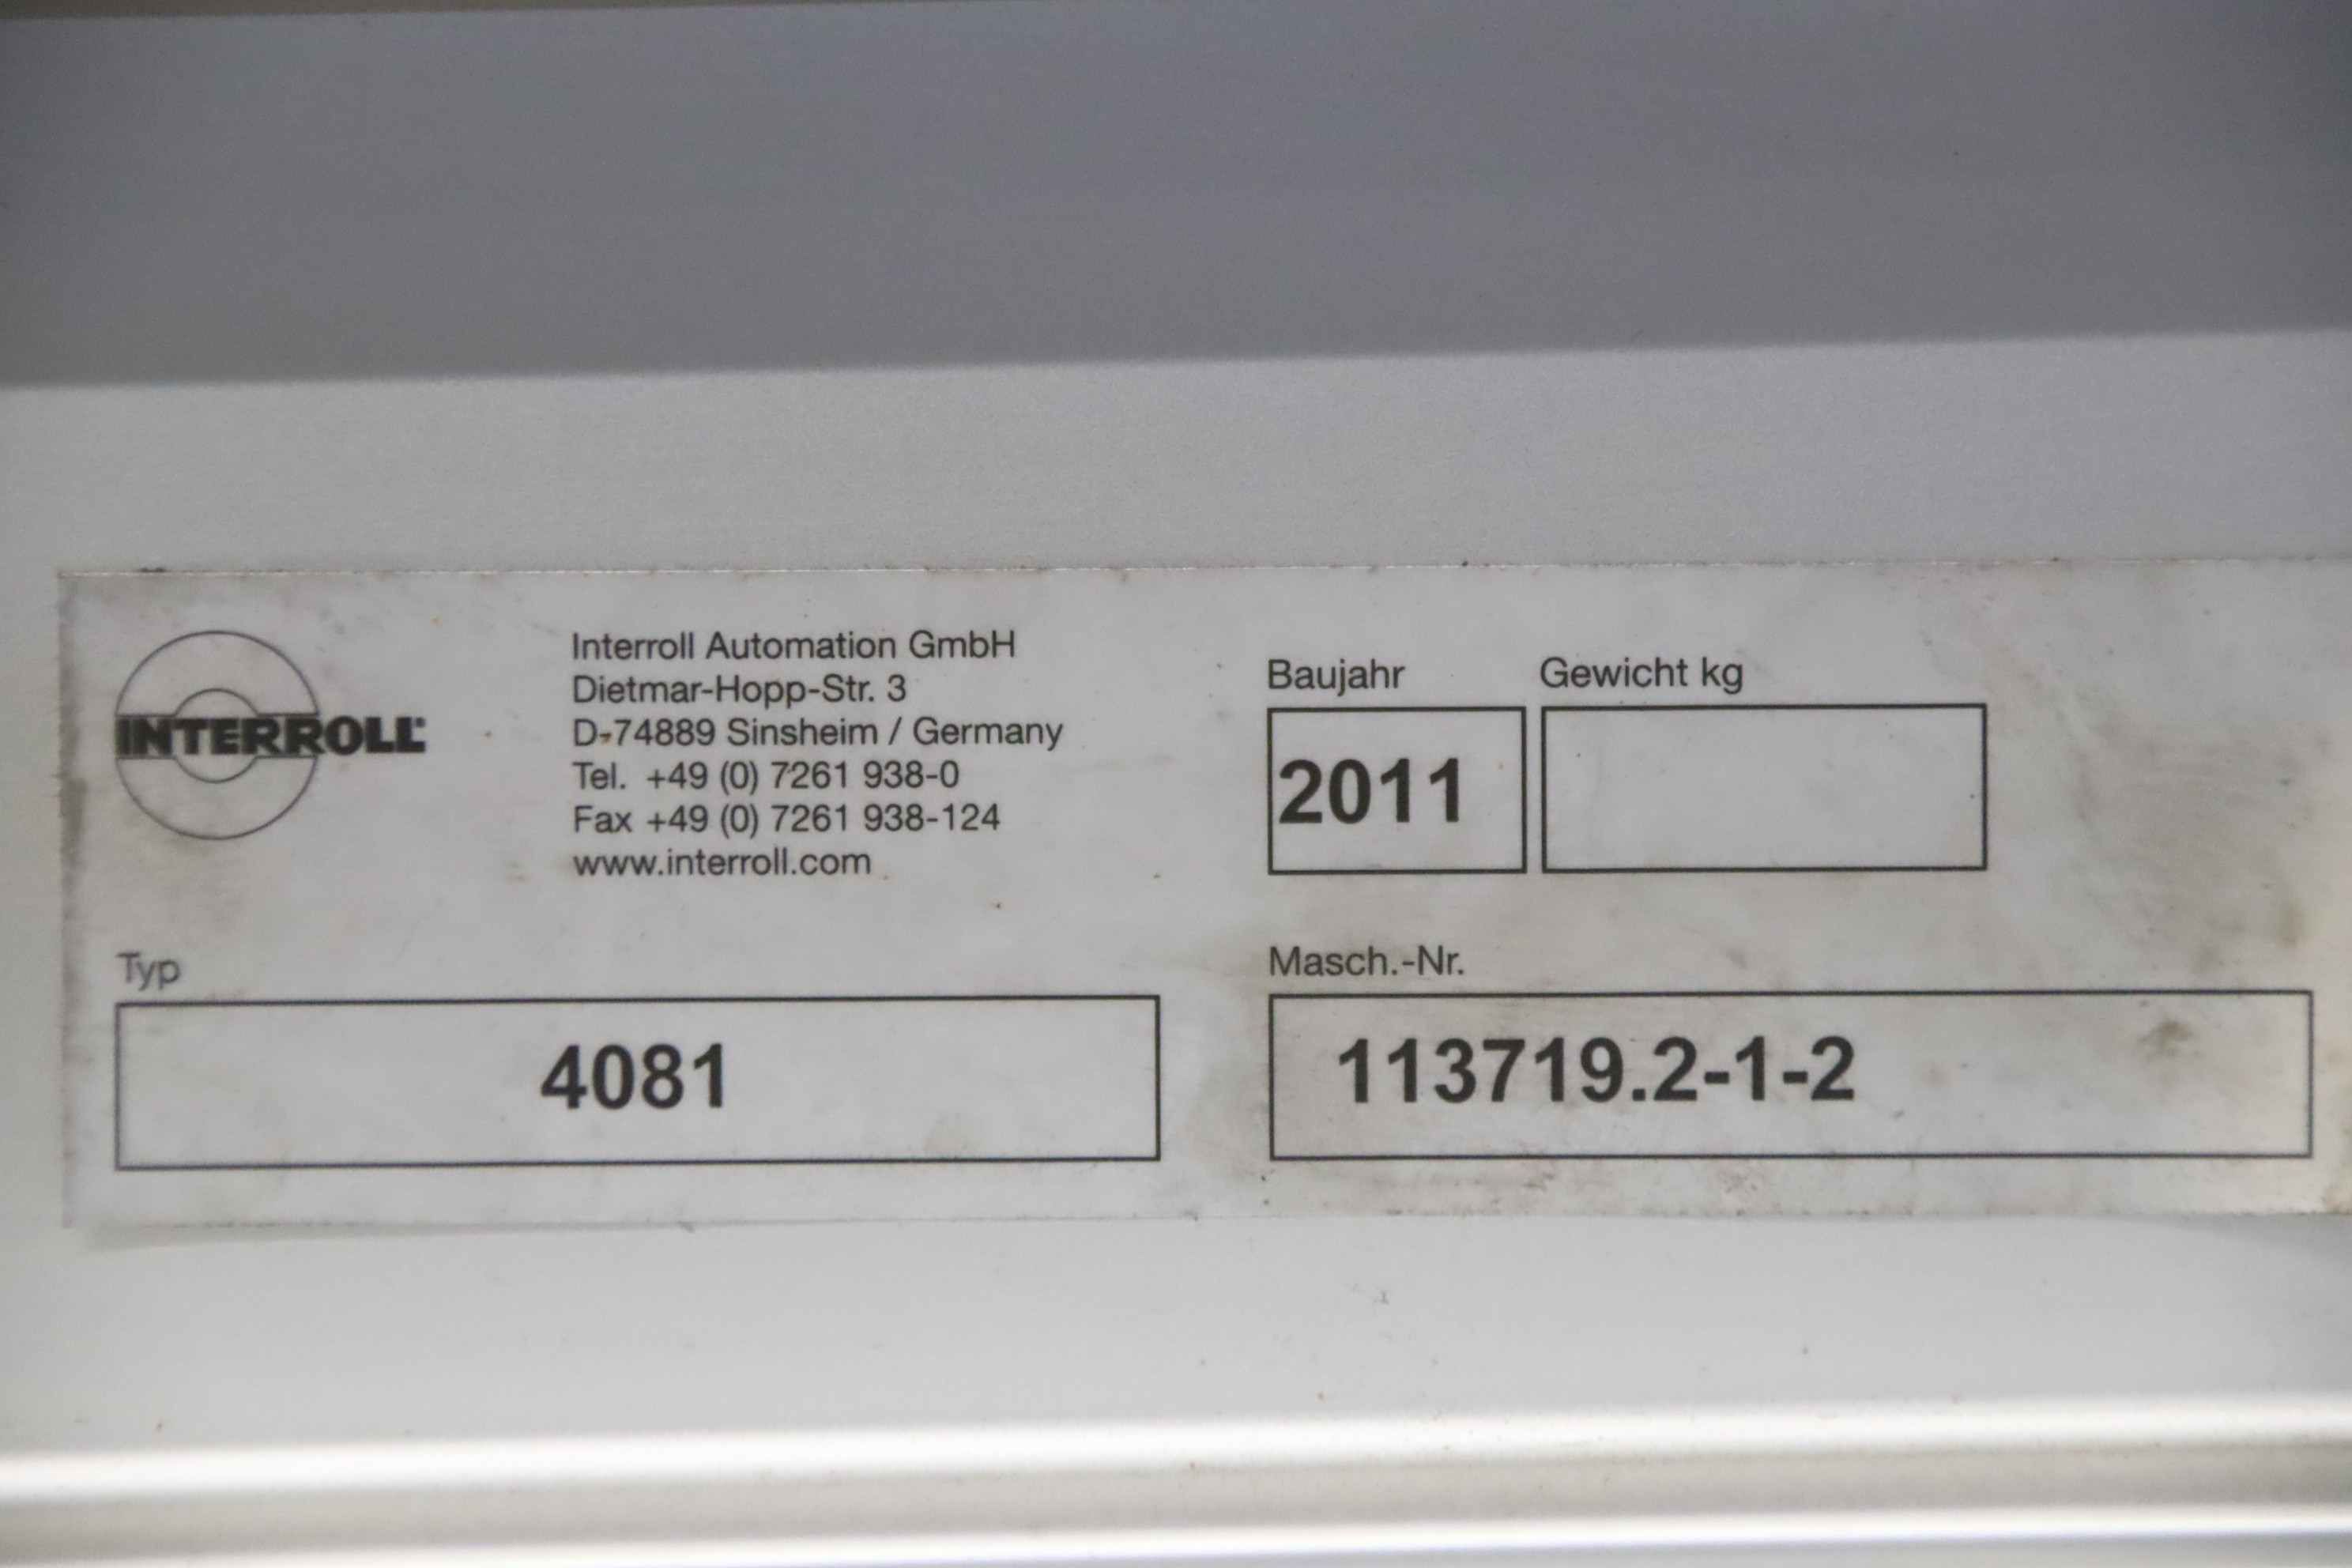 INTERROLL®
Interroll Automation GmbH
Dietmar-Hopp-Str. 3
D-74889 Sinsheim / Germany
Tel. +49 (0) 7261 938-0
Fax +49 (0) 7261 938-124
www.interroll.com
Baujahr
2011
Gewicht kg
Typ
4081
Masch.-Nr.
113719.2-1-2